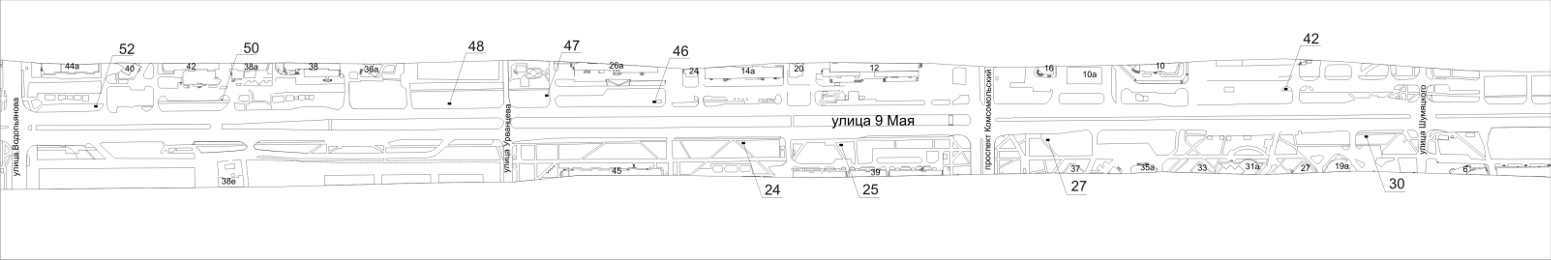 52
50
48
47
46
42
44а
40
42
38а
38
36а
26а
24
14а
20
12
16
10а
10
улица Водопьянова
улица Урванцева
улица 9 Мая
проспект Комсомольский
улица Шумяцкого
38е
45
39
37
35а
33
31а
27
19а
6
24
25
27
30